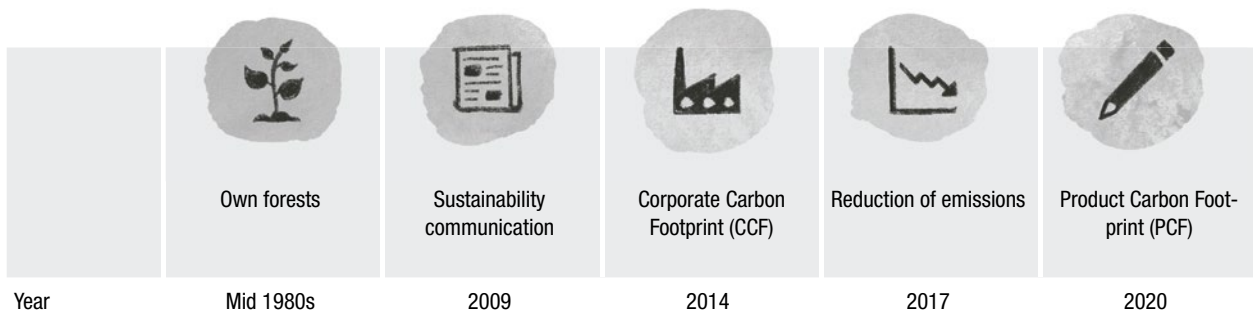 Own forests
Sustainability
communication
Corporate Carbon
Footprint (CCF)
Reduction of emissions
Product Carbon Foot-
print (PCF)
Year
Mid 1980s
2009
2014
2017
2020